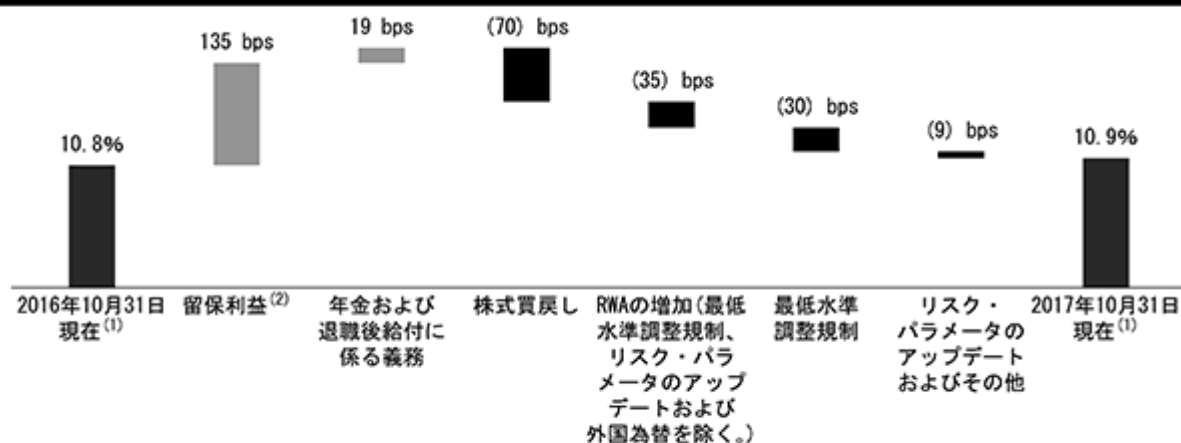 135 bps
19 bps
(70) bps
(35) bps
(30) bps
(9) bps
10.8%
10.9%
2016年10月31日
現在(1)
留保利益(2)
年金および
退職後給付に
係る義務
株式買戻し
RWAの増加(最低
水準調整規制、
リスク・パラ
メータのアップ
デートおよび
外国為替を除く。)
最低水準
調整規制
リスク・
パラメータの
アップデート
およびその他
2017年10月31日
現在(1)